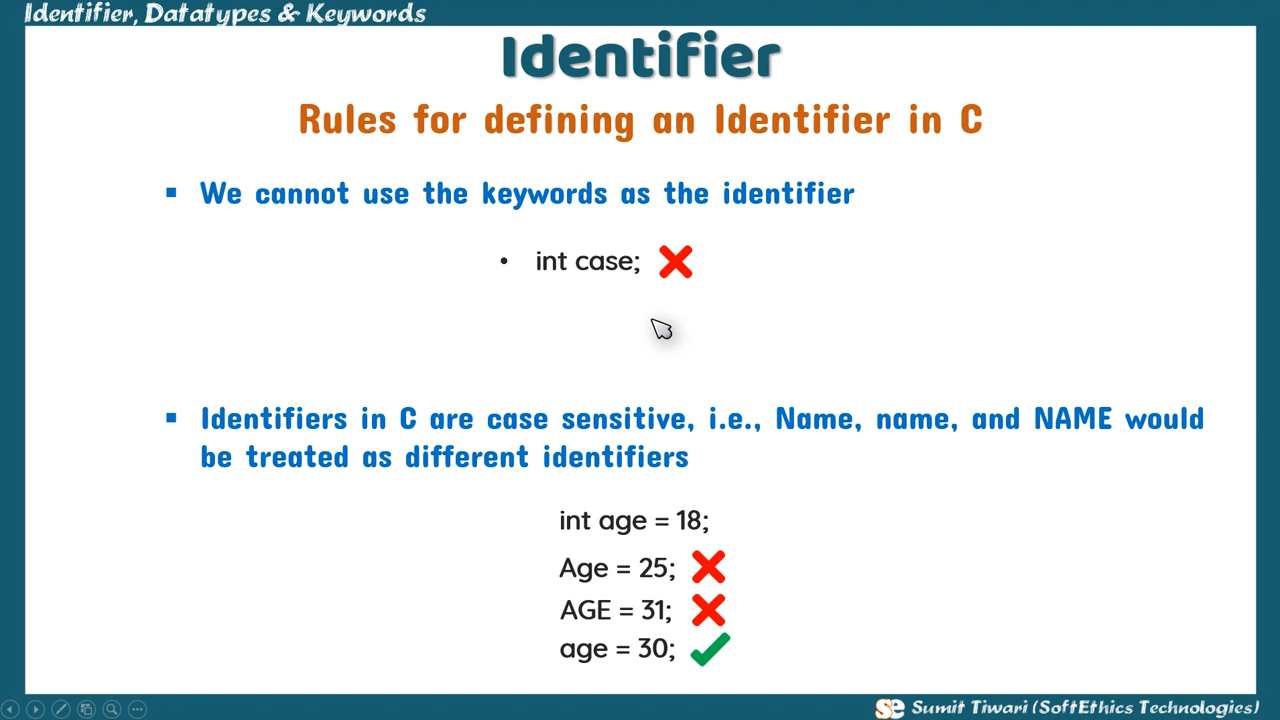 Identifier, Datatypes & Keywords
Identifier
Rules for defining an Identifier in C
▪ We cannot use the keywords as the identifier
• int case;
▪ Identifiers in C are case sensitive, i.e., Name, name, and NAME would
be treated as different identifiers
int age = 18;
Age = 25;
AGE = 31;
age = 30;
se Sumit Tiwari (SoftEthics Technologies)